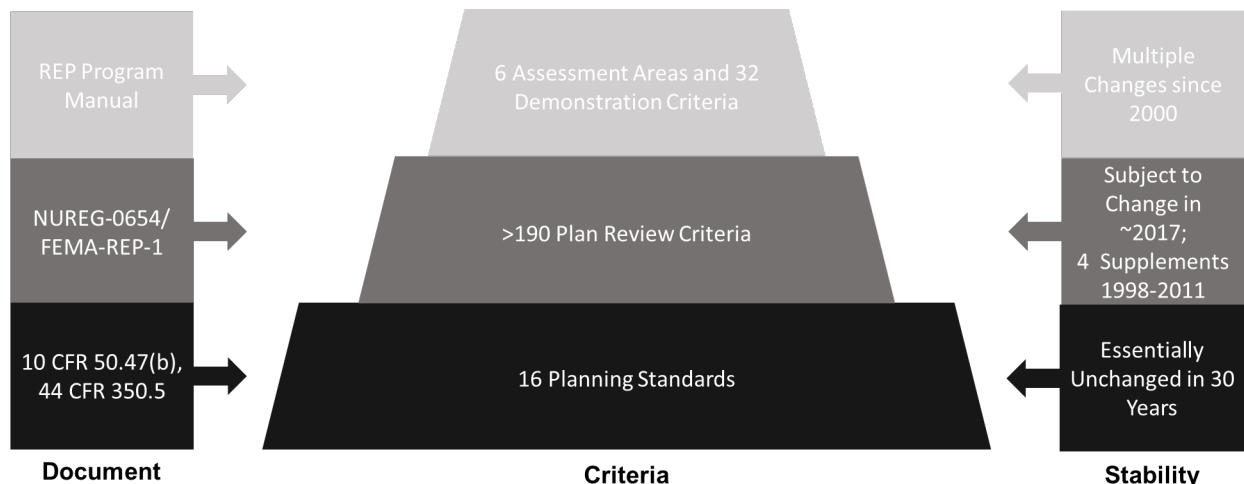 REP Program
Manual
6 Assessment Areas and 32
Demonstration Criteria
Multiple
Changes since
2000
NUREG-0654/
FEMA-REP-1
>190 Plan Review Criteria
Subject to
Change in
~2017;
4 Supplements
1998-2011
10 CFR 50.47(b),
44 CFR 350.5
16 Planning Standards
Essentially
Unchanged in 30
Years
Document
Criteria
Stability